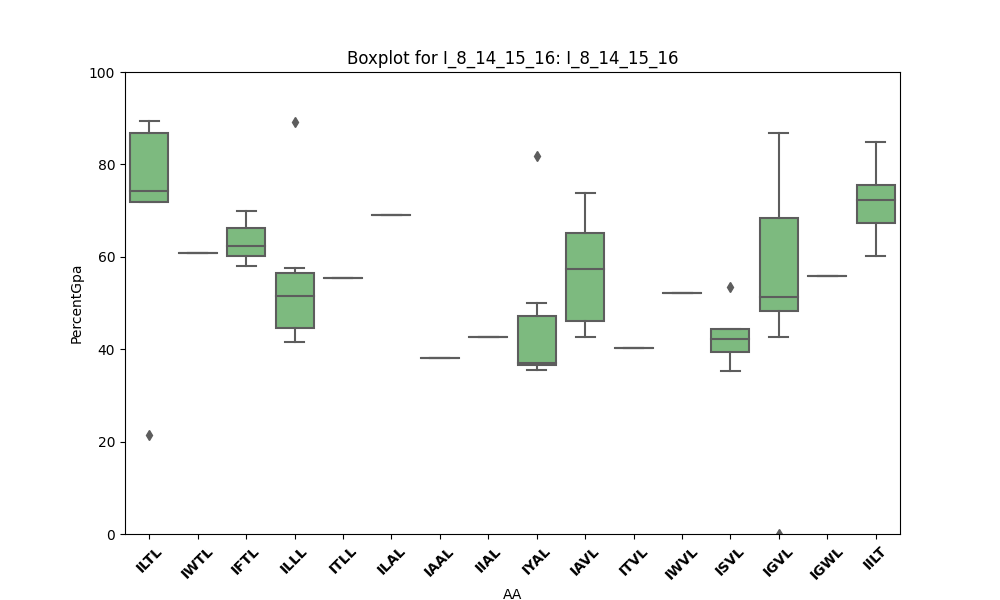 Boxplot for I_8_14_15_16: I_8_14_15_16
100
80
60
40
20
0
PercentGpa
ILTL
IWTL
IFTL
ILLL
ITLL
ILAL
IAAL
IIAL
IYAL
IAVL
ITVL
IWVL
ISVL
IGVL
IGWL
IILT
AA